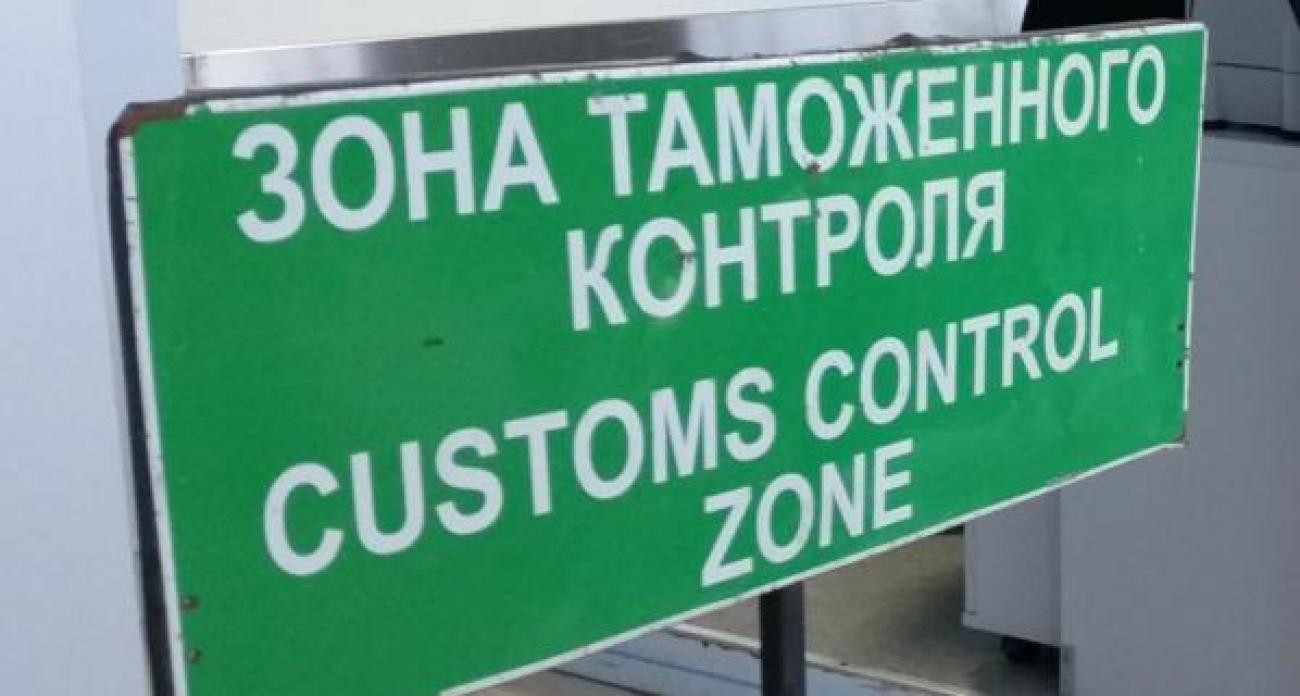 ЗОНА ТАМОЖЕННОГО
КОНТРОЛЯ
CUSTOMS CONTROL
ZONE